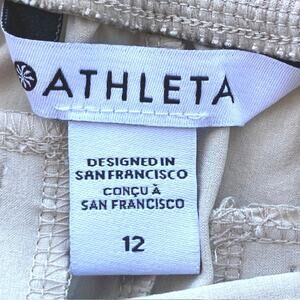 ATHLETA
DESIGNED IN
SAN FRANCISCO
CONÇU À
SAN FRANCISCO
12